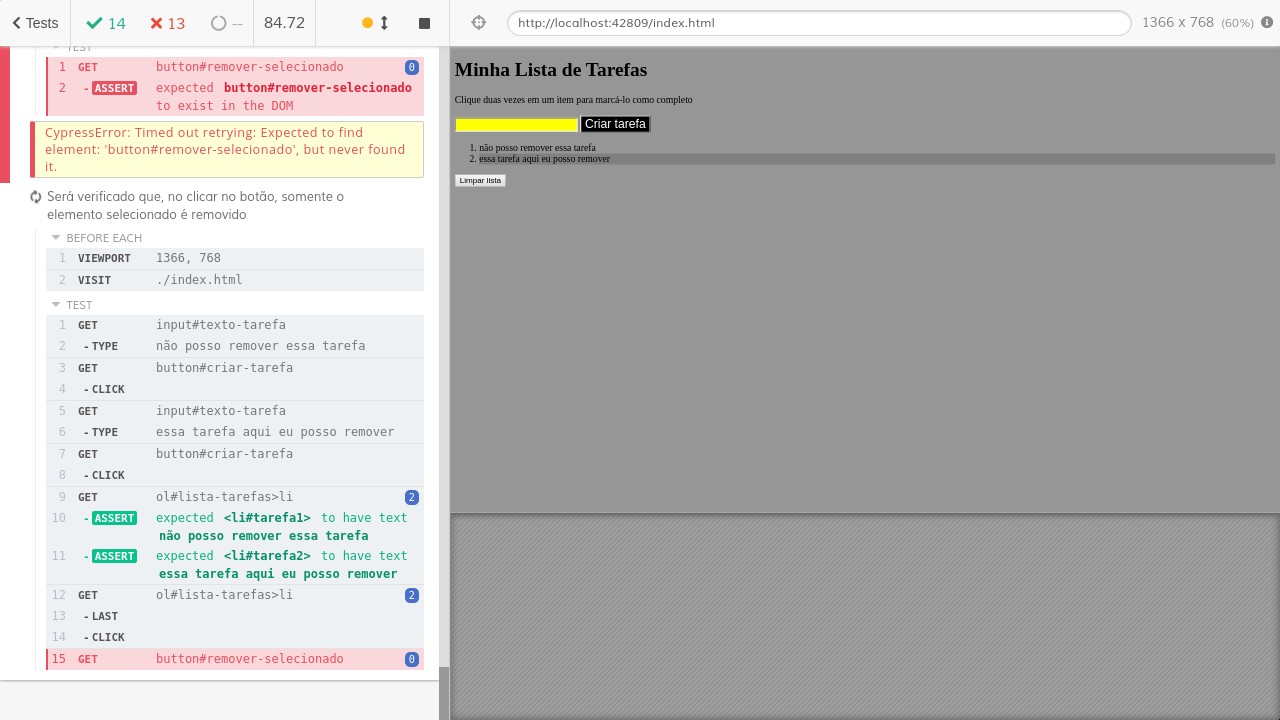 Tests 14 13 -- 84.72 http://localhost:42809/index.html 1366 x 768 (60%)
TEST
1 GET button#remover-selecionado 0
2 - ASSERT expected button#remover-selecionado
to exist in the DOM
CypressError: Timed out retrying: Expected to find
element: 'button#remover-selecionado', but never found
it.
Será verificado que, no clicar no botão, somente o
elemento selecionado é removido
BEFORE EACH
1 VIEWPORT 1366, 768
2 VISIT ./index.html
TEST
1 GET input#texto-tarefa
2 - TYPE não posso remover essa tarefa
3 GET button#criar-tarefa
4 - CLICK
5 GET input#texto-tarefa
6 - TYPE essa tarefa aqui eu posso remover
7 GET button#criar-tarefa
8 - CLICK
9 GET ol#lista-tarefas>li 2
10 - ASSERT expected <li#tarefa1> to have text
não posso remover essa tarefa
11 - ASSERT expected <li#tarefa2> to have text
essa tarefa aqui eu posso remover
12 GET ol#lista-tarefas>li 2
13 - LAST
14 - CLICK
15 GET button#remover-selecionado 0
Minha Lista de Tarefas
Clique duas vezes em um item para marcá-lo como completo
Criar tarefa
1. não posso remover essa tarefa
2. essa tarefa aqui eu posso remover
Limpar lista